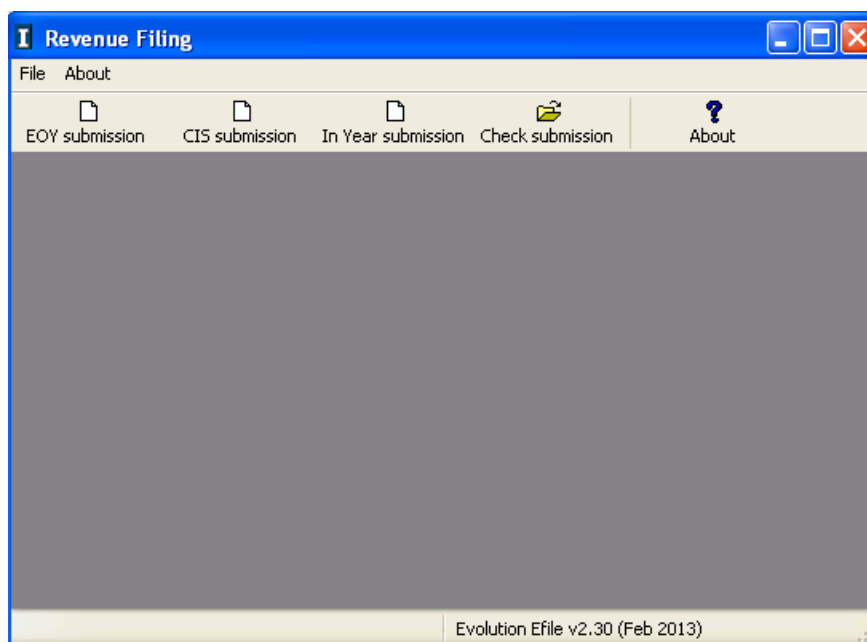 Revenue Filing
File About
EOY submission CIS submission In Year submission Check submission About
Evolution Efile v2.30 (Feb 2013)